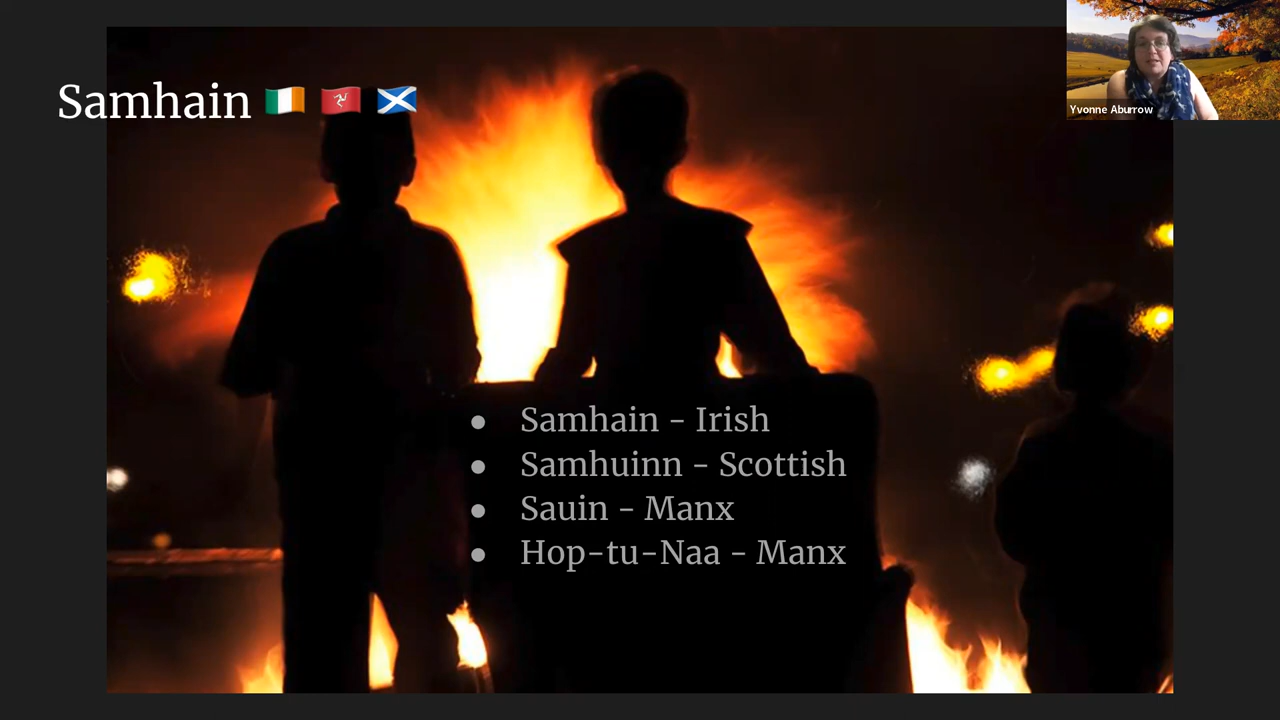 Samhain 🇮🇪 🇮🇲 🏴󠁧󠁢󠁳󠁣󠁴󠁿
Yvonne Aburrow
● Samhain - Irish
● Samhuinn - Scottish
● Sauin - Manx
● Hop-tu-Naa - Manx